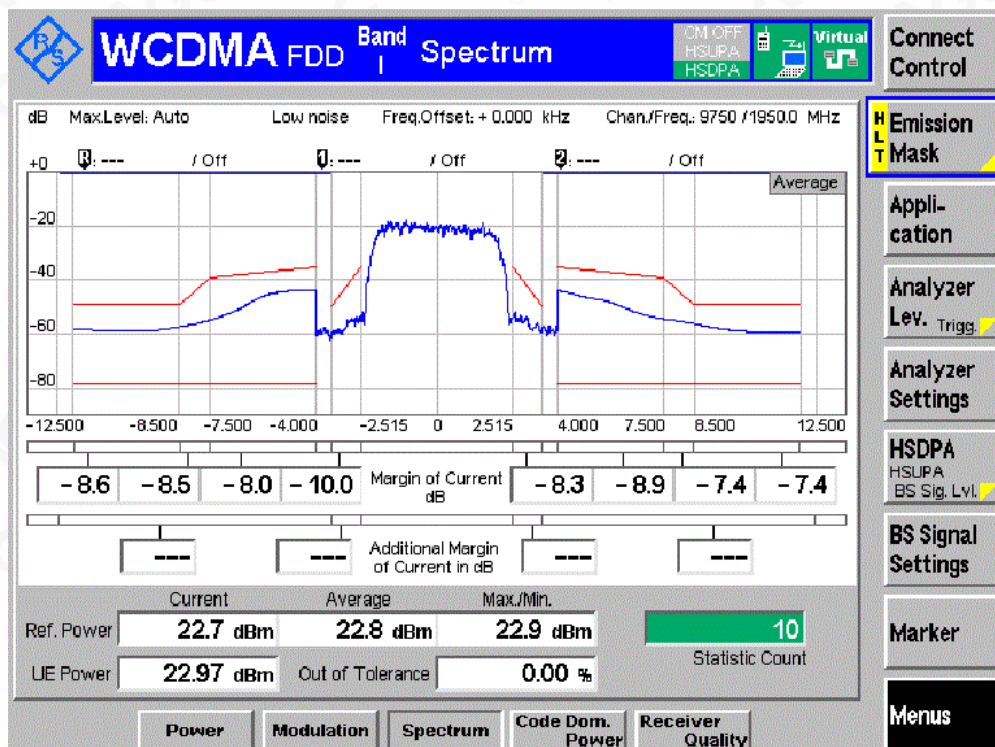 R&S
WCDMA FDD Band I Spectrum
CM OFF
HSUPA
HSDPA
Virtual
Connect Control
dB Max.Level: Auto Low noise Freq.Offset: + 0.000 kHz Chan./Freq.: 9750 / 1950.0 MHz
H L T
Emission Mask
+0 R: --- / Off 1: --- / Off 2: --- / Off
Average
-20
-40
-60
-80
-12.500 -8.500 -7.500 -4.000 -2.515 0 2.515 4.000 7.500 8.500 12.500
Appli-
cation
Analyzer
Lev. Trigg.
Analyzer
Settings
-8.6 -8.5 -8.0 -10.0 Margin of Current dB -8.3 -8.9 -7.4 -7.4
HSDPA
HSUPA
BS Sig. Lvl.
--- --- Additional Margin of Current in dB --- ---
BS Signal
Settings
Current Average Max./Min.
Ref. Power 22.7 dBm 22.8 dBm 22.9 dBm 10
Statistic Count
UE Power 22.97 dBm Out of Tolerance 0.00 %
Marker
Menus
Power Modulation Spectrum Code Dom. Power Receiver Quality